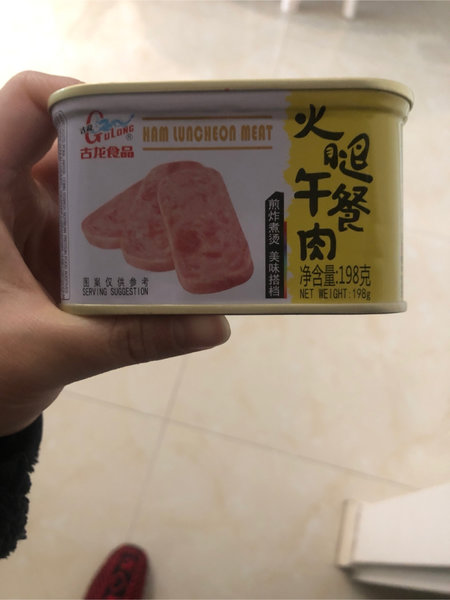 古龙
GULONG
®
古龙食品
HAM LUNCHEON MEAT
火腿午餐肉
煎炸煮烫 美味搭档
图案仅供参考
SERVING SUGGESTION
净含量:198克
NET WEIGHT:198g